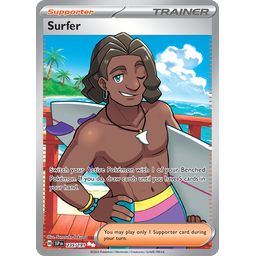 Supporter
TRAINER
Surfer
Switch your Active Pokémon with 1 of your Benched
Pokémon. If you do, draw cards until you have 5 cards in
your hand.
You may play only 1 Supporter card during
your turn.